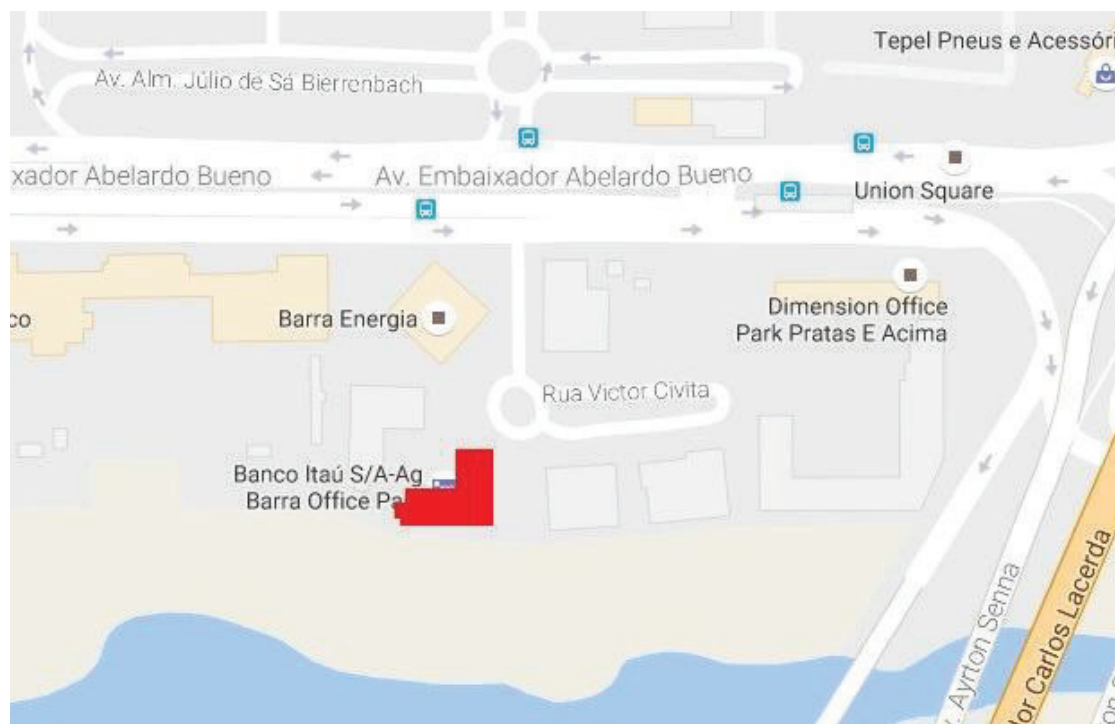 Tepel Pneus e Acessóri
Av. Alm. Júlio de Sá Bierrenbach
xador Abelardo Bueno
Av. Embaixador Abelardo Bueno
Union Square
co
Barra Energia
Dimension Office
Park Pratas E Acima
Rua Victor Civita
Banco Itaú S/A-Ag
Barra Office Pa
Av. Ayrton Senna
dor Carlos Lacerda